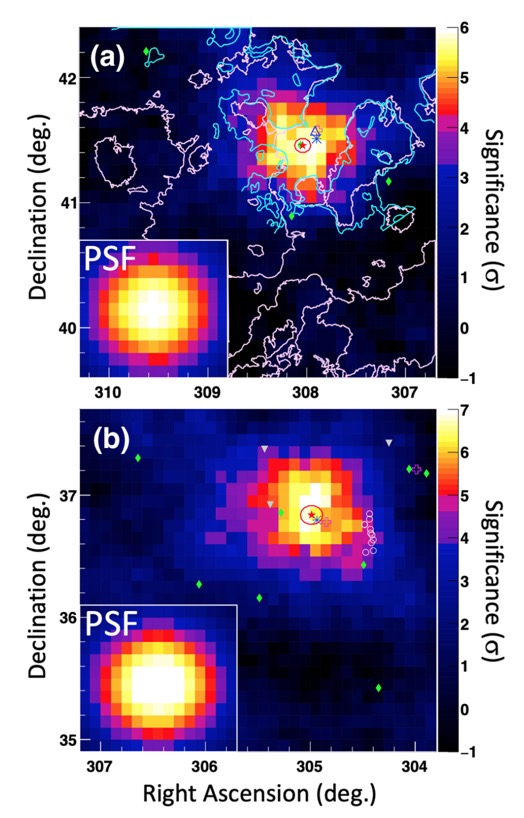 (a)
6
5
4
3
2
1
0
−1
Significance (σ)
42
41
40
Declination (deg.)
PSF
310 309 308 307
(b)
7
6
5
4
3
2
1
0
−1
Significance (σ)
37
36
35
Declination (deg.)
PSF
307 306 305 304
Right Ascension (deg.)